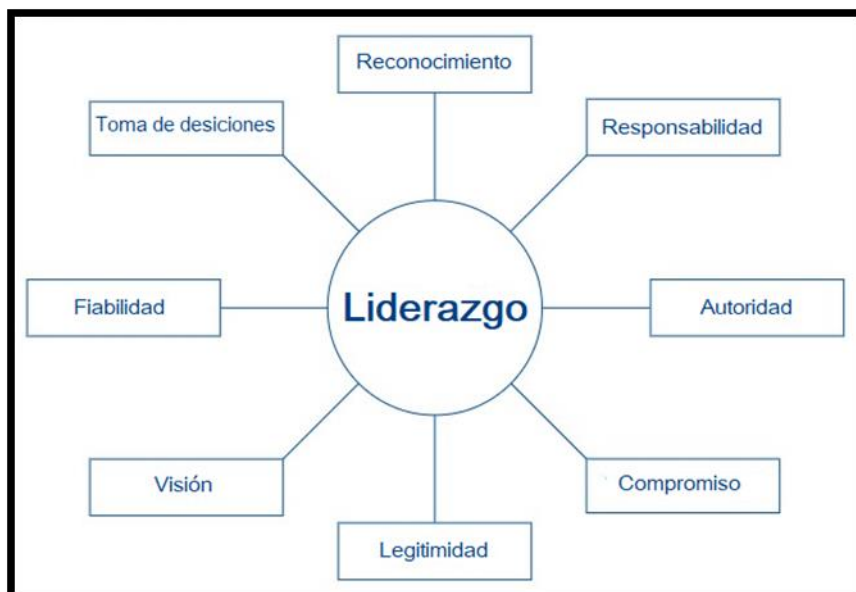 Reconocimiento
Toma de desiciones
Responsabilidad
Fiabilidad
Liderazgo
Autoridad
Visión
Compromiso
Legitimidad